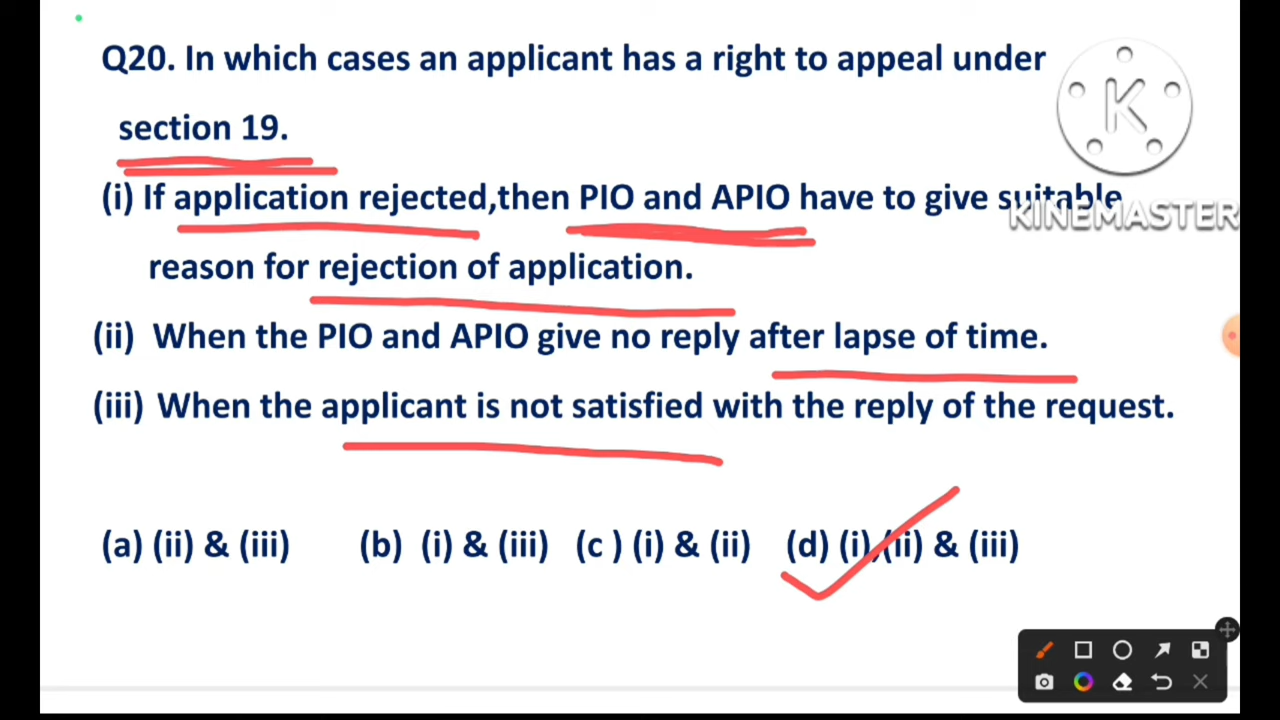 Q20. In which cases an applicant has a right to appeal under
section 19.
(i) If application rejected,then PIO and APIO have to give suitable
reason for rejection of application.
(ii) When the PIO and APIO give no reply after lapse of time.
(iii) When the applicant is not satisfied with the reply of the request.
(a) (ii) & (iii) (b) (i) & (iii) (c ) (i) & (ii) (d) (i),(ii) & (iii)
K
KINEMASTER